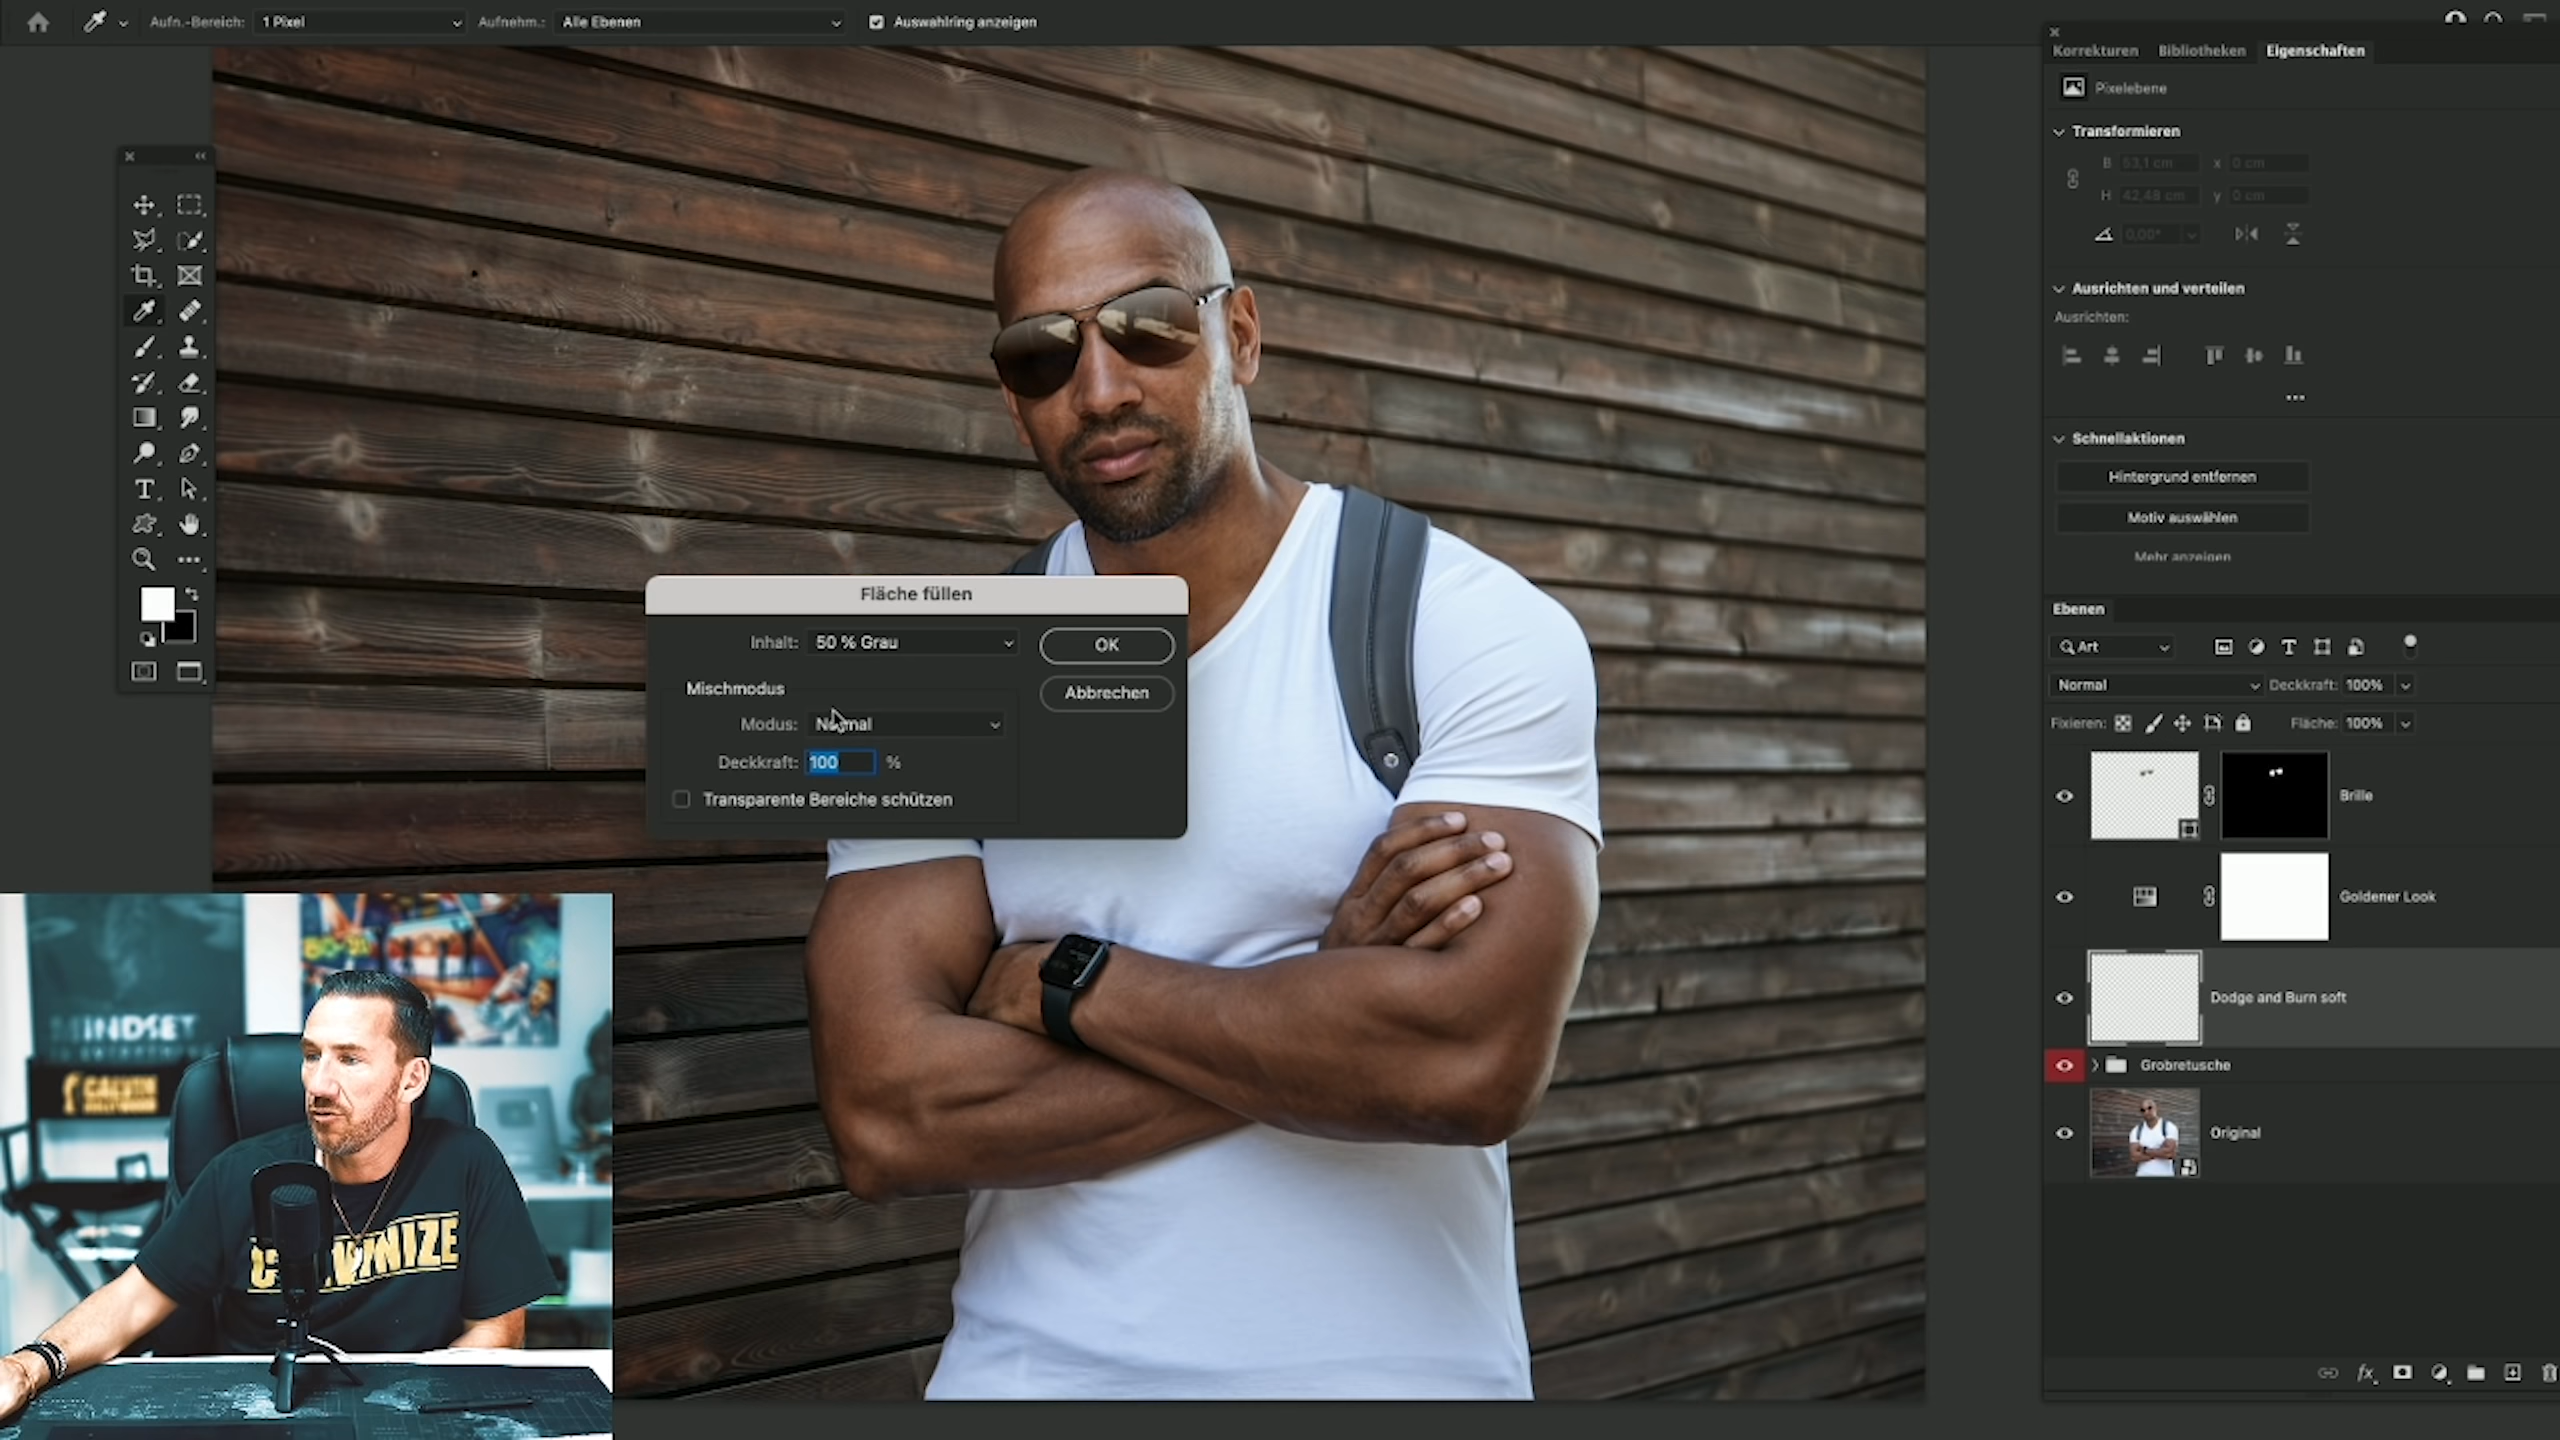 Aufn.-Bereich: 1 Pixel Aufnehm.: Alle Ebenen Auswahlring anzeigen
Korrekturen Bibliotheken Eigenschaften
Pixelebene
Transformieren
B 53,1 cm x 0 cm
H 42,48 cm y 0 cm
0,00°
Ausrichten und verteilen
Ausrichten:
Schnellaktionen
Hintergrund entfernen
Motiv auswählen
Mehr anzeigen
Fläche füllen
Inhalt: 50 % Grau
OK
Mischmodus
Abbrechen
Modus: Normal
Deckkraft: 100 %
Transparente Bereiche schützen
Ebenen
Art
Normal Deckkraft: 100%
Fixieren: Fläche: 100%
Brille
Goldener Look
Dodge and Burn soft
Grobretusche
Original
MINDSET
CALVIN